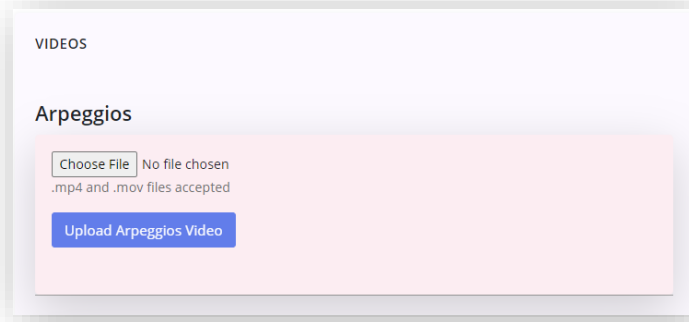 VIDEOS
Arpeggios
Choose File No file chosen
.mp4 and .mov files accepted
Upload Arpeggios Video